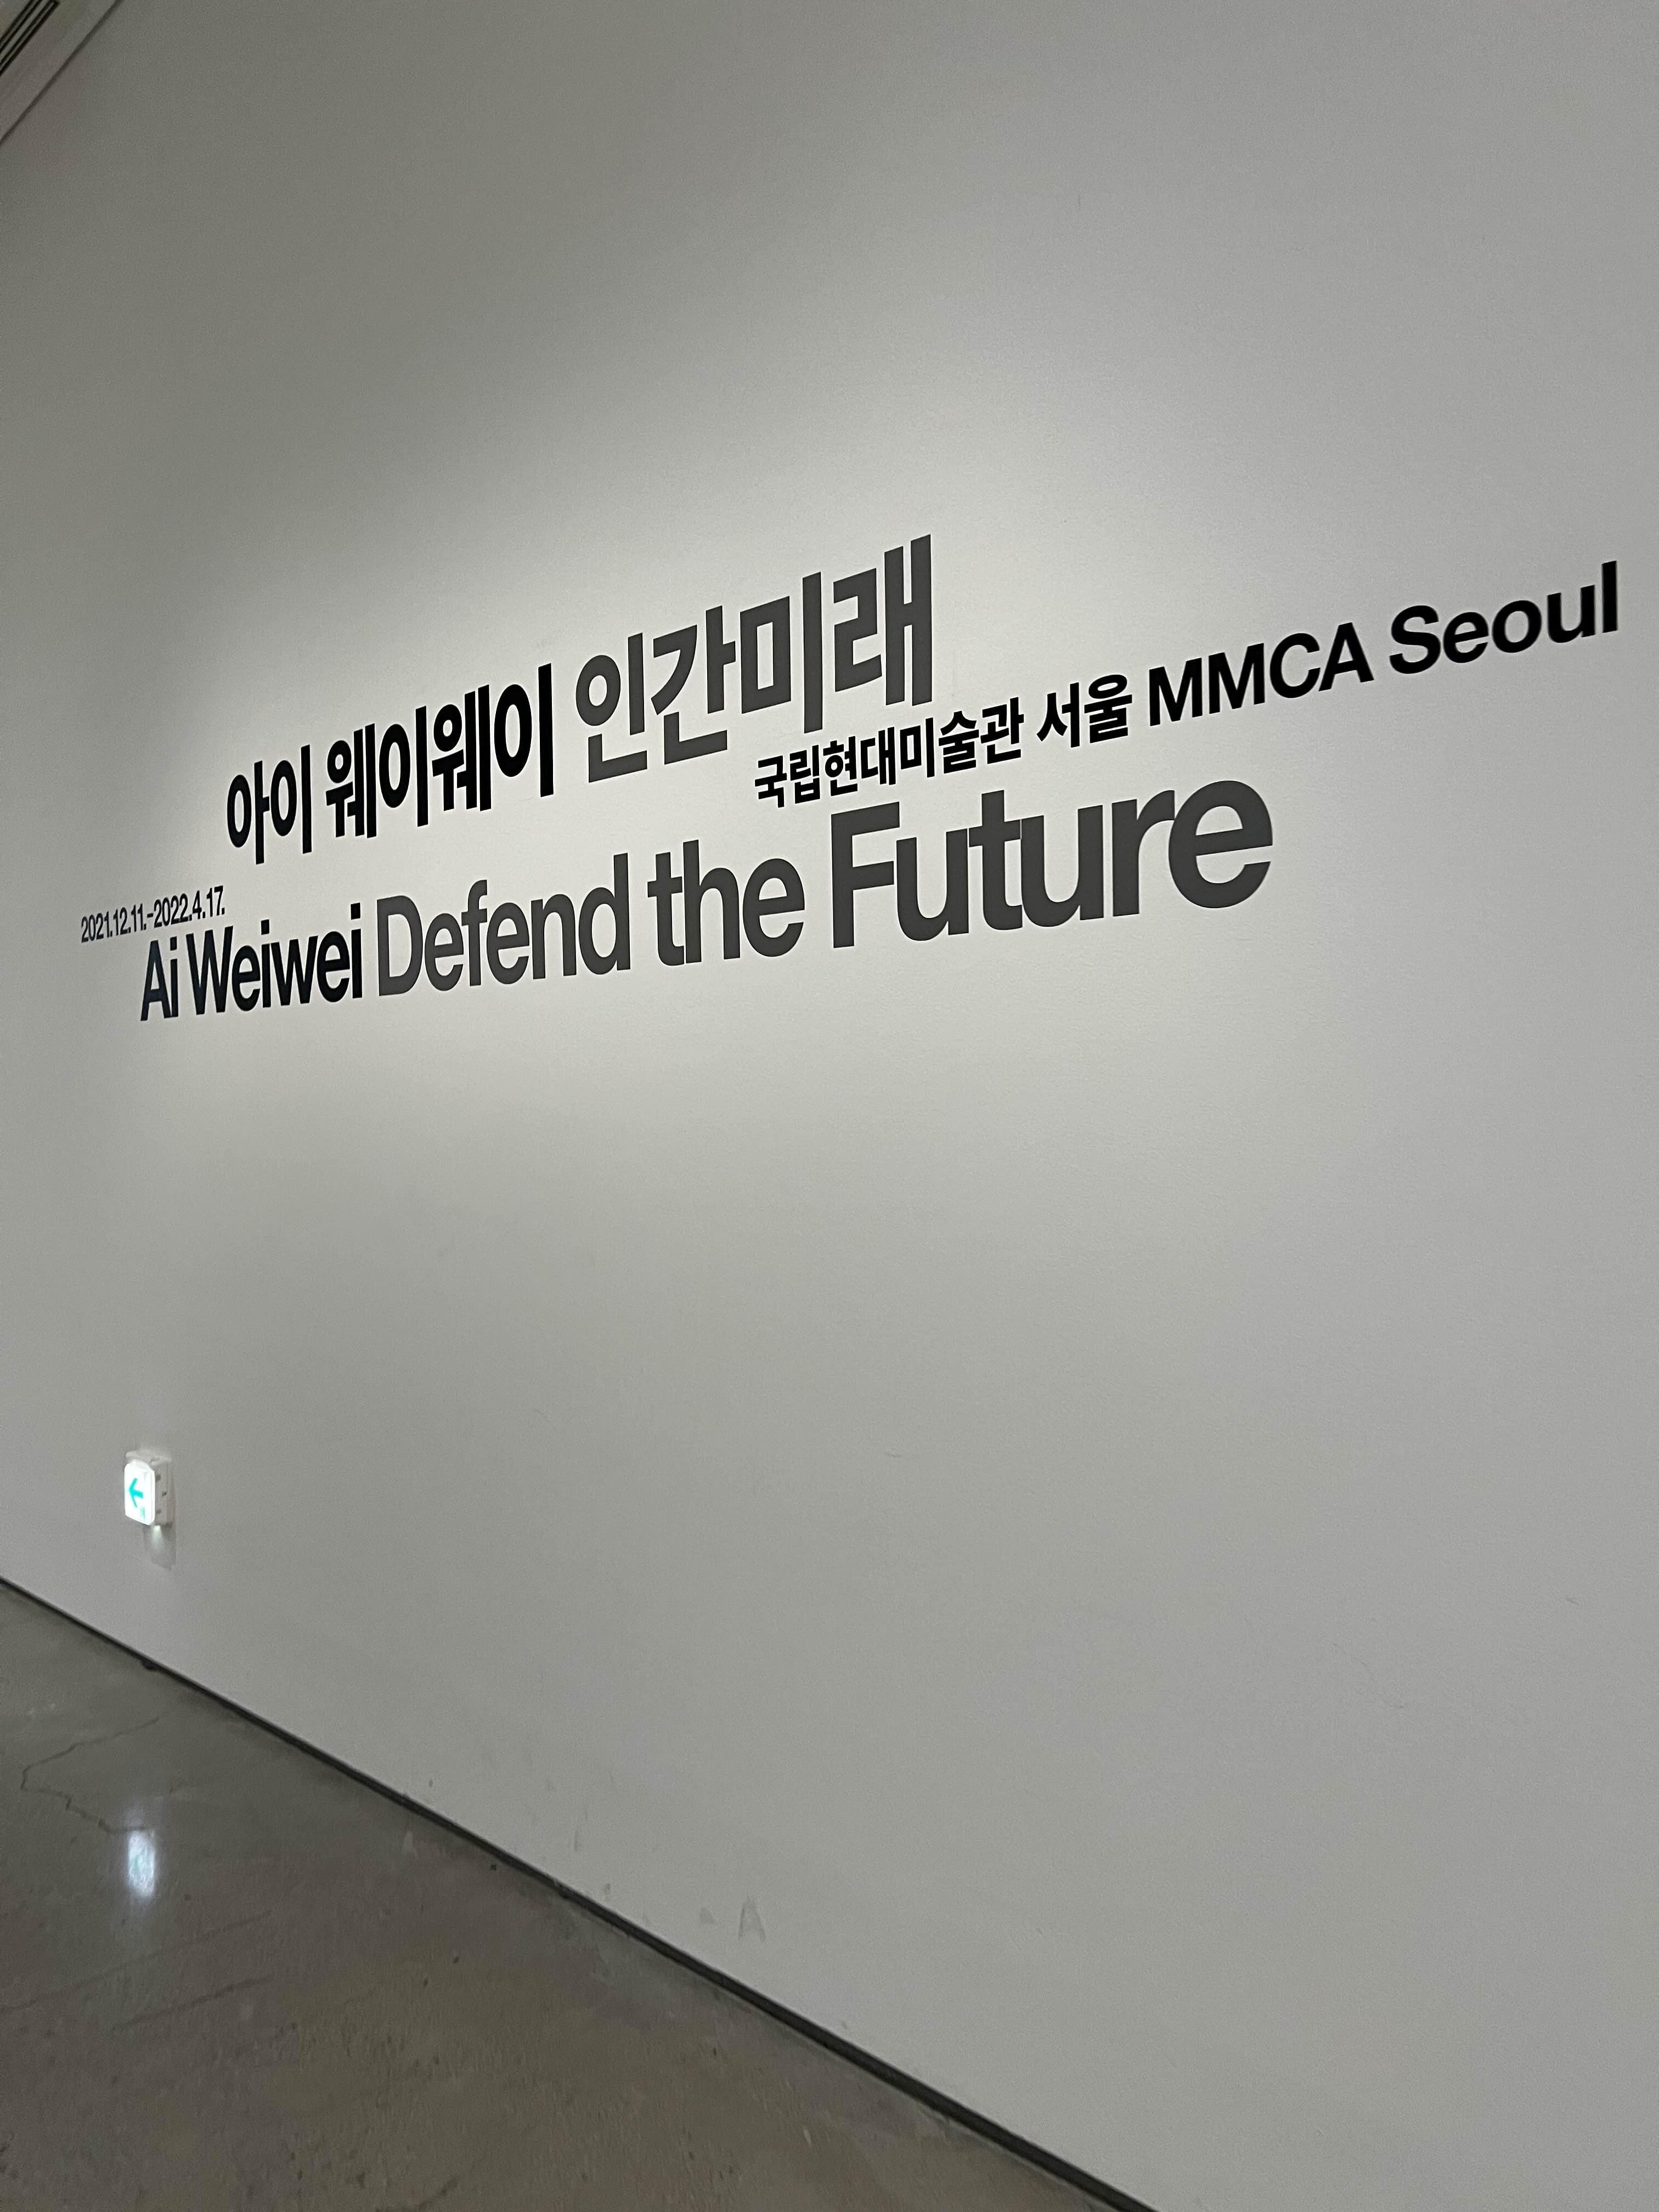 아이 웨이웨이 인간미래
국립현대미술관 서울 MMCA Seoul
2021.12.11.-2022.4.17.
Ai Weiwei Defend the Future